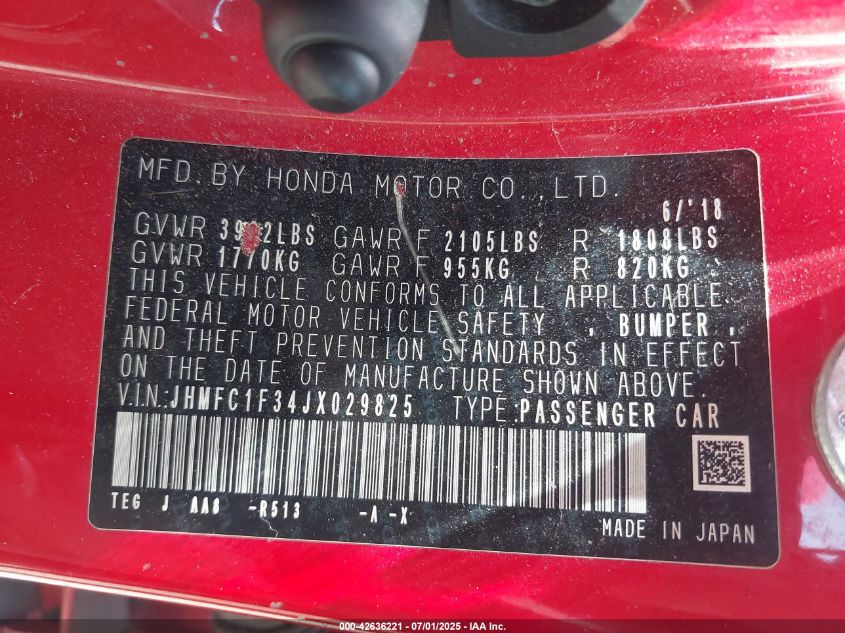 MFD. BY HONDA MOTOR CO., LTD.
6/'18
GVWR GAWR F 2105LBS R 1808LBS
GVWR 1770KG GAWR F 955KG R 820KG
THIS VEHICLE CONFORMS TO ALL APPLICABLE
FEDERAL MOTOR VEHICLE SAFETY , BUMPER ,
AND THEFT PREVENTION STANDARDS IN EFFECT
ON THE DATE OF MANUFACTURE SHOWN ABOVE.
V.I.N.:JHMFC1F34JX029825 TYPE:PASSENGER CAR
TEG J AA8 -R513 -A -X
MADE IN JAPAN
000-42636221 - 07/01/2025 - IAA Inc.